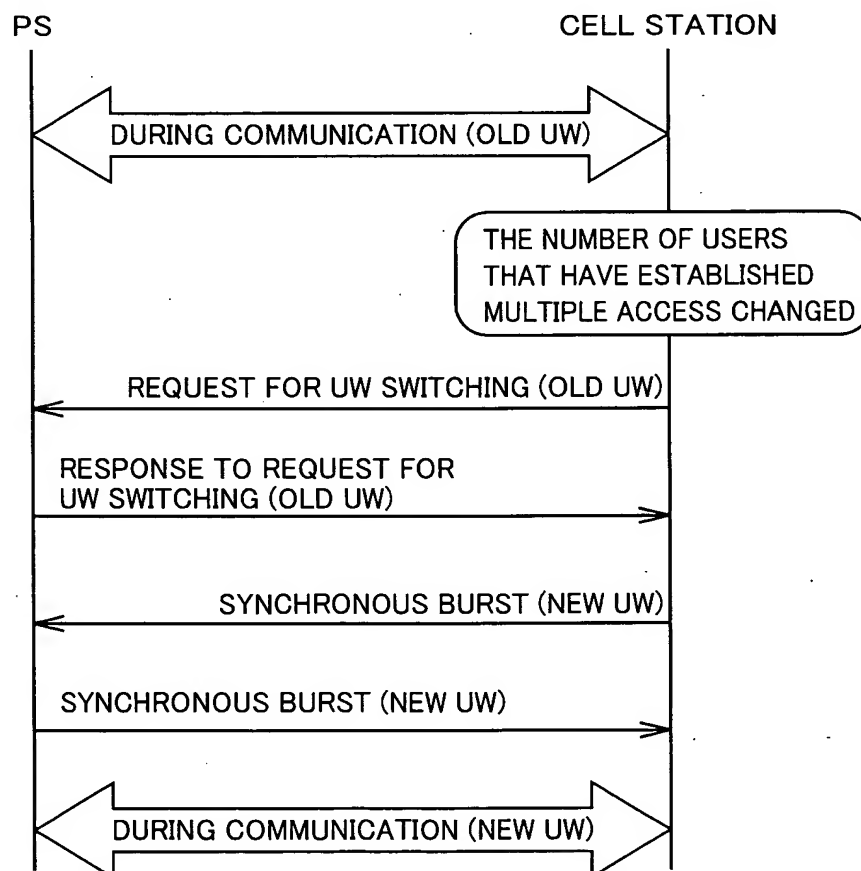 PS
CELL STATION
DURING COMMUNICATION (OLD UW)
THE NUMBER OF USERS
THAT HAVE ESTABLISHED
MULTIPLE ACCESS CHANGED
REQUEST FOR UW SWITCHING (OLD UW)
RESPONSE TO REQUEST FOR
UW SWITCHING (OLD UW)
SYNCHRONOUS BURST (NEW UW)
SYNCHRONOUS BURST (NEW UW)
DURING COMMUNICATION (NEW UW)